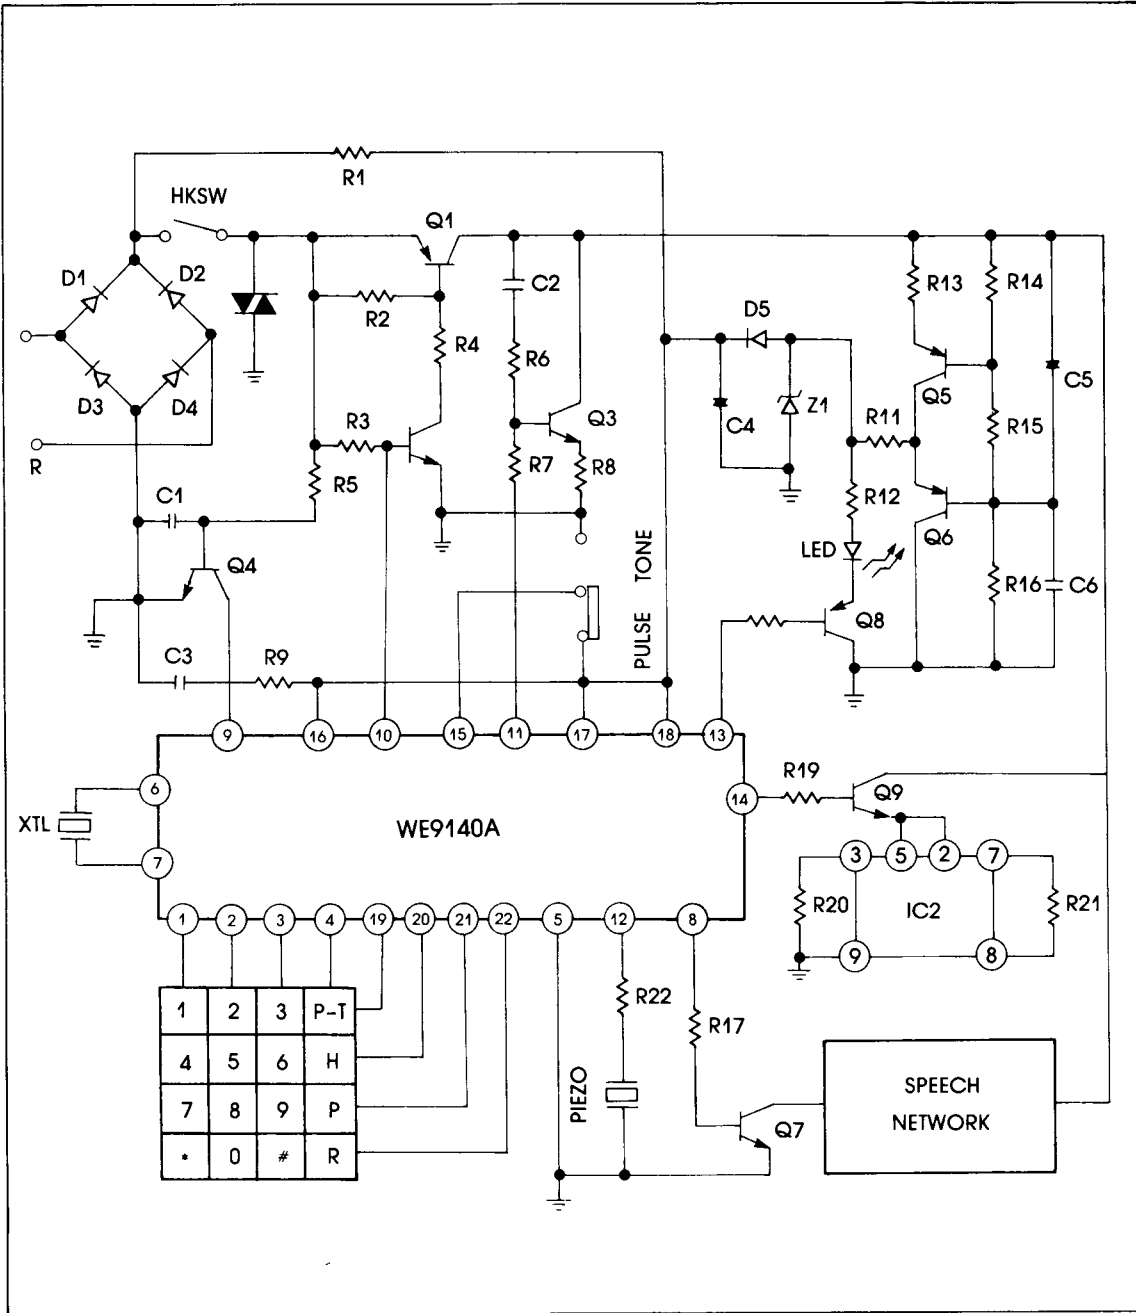 R1
HKSW
Q1
D1
D2
C2
R13
R14
D5
R2
R4
R6
Z1
C4
Q5
C5
D3
D4
R3
Q3
R11
R15
R
R7
R8
R5
R12
C1
LED
Q6
Q4
R16
C6
PULSE TONE
Q8
C3
R9
9
16
10
15
11
17
18
13
6
XTL
7
WE9140A
14
R19
Q9
3
5
2
7
R20
IC2
R21
9
8
1
2
3
4
19
20
21
22
5
12
8
1 2 3 P-T
4 5 6 H
7 8 9 P
* 0 # R
R22
R17
PIEZO
Q7
SPEECH
NETWORK